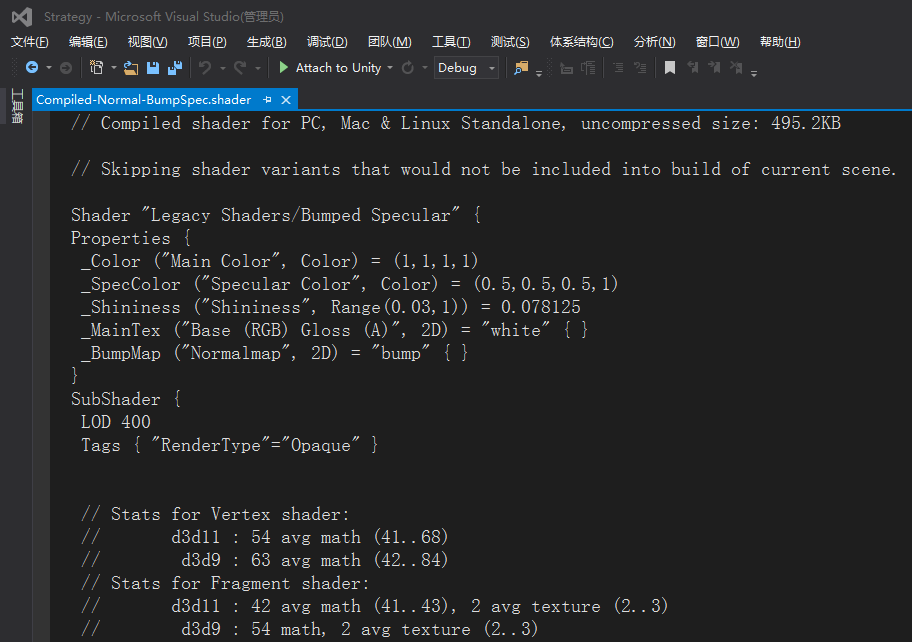 Strategy - Microsoft Visual Studio(管理员)
文件(F) 编辑(E) 视图(V) 项目(P) 生成(B) 调试(D) 团队(M) 工具(T) 测试(S) 体系结构(C) 分析(N) 窗口(W) 帮助(H)
Attach to Unity Debug
工具箱
Compiled-Normal-BumpSpec.shader
// Compiled shader for PC, Mac & Linux Standalone, uncompressed size: 495.2KB
// Skipping shader variants that would not be included into build of current scene.
Shader "Legacy Shaders/Bumped Specular" {
Properties {
_Color ("Main Color", Color) = (1,1,1,1)
_SpecColor ("Specular Color", Color) = (0.5,0.5,0.5,1)
_Shininess ("Shininess", Range(0.03,1)) = 0.078125
_MainTex ("Base (RGB) Gloss (A)", 2D) = "white" { }
_BumpMap ("Normalmap", 2D) = "bump" { }
}
SubShader {
LOD 400
Tags { "RenderType"="Opaque" }
// Stats for Vertex shader:
// d3d11 : 54 avg math (41..68)
// d3d9 : 63 avg math (42..84)
// Stats for Fragment shader:
// d3d11 : 42 avg math (41..43), 2 avg texture (2..3)
// d3d9 : 54 math, 2 avg texture (2..3)